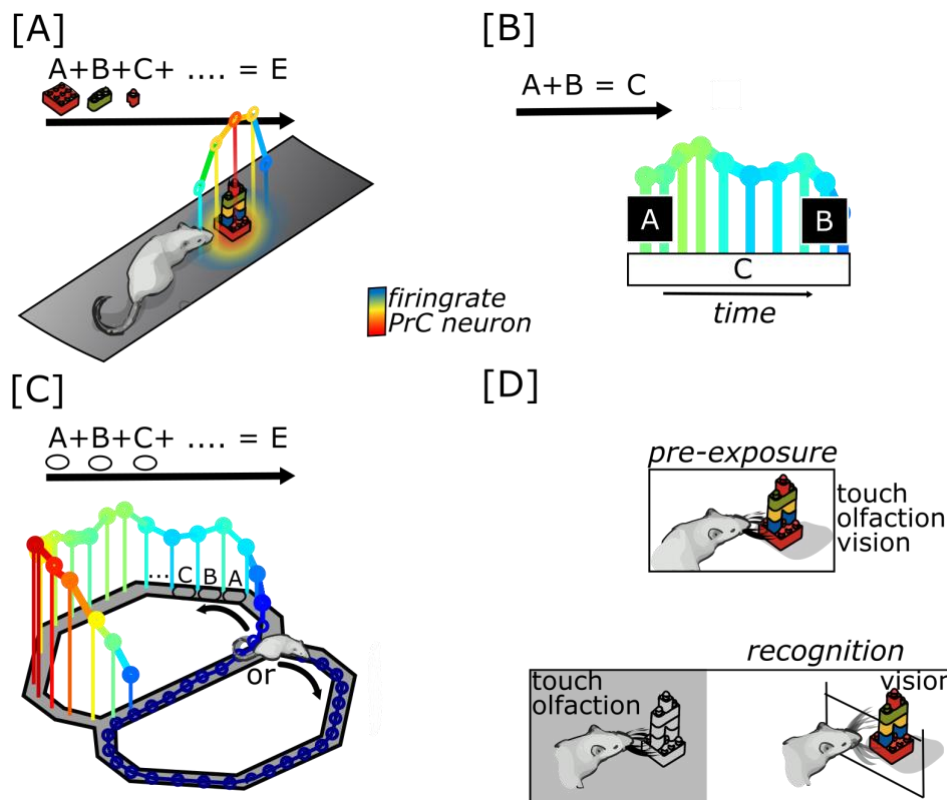 [A]
A+B+C+ .... = E
firingrate
PrC neuron
[B]
A+B = C
A
B
C
time
[C]
A+B+C+ .... = E
... C B A
or
[D]
pre-exposure
touch
olfaction
vision
recognition
touch
olfaction
vision